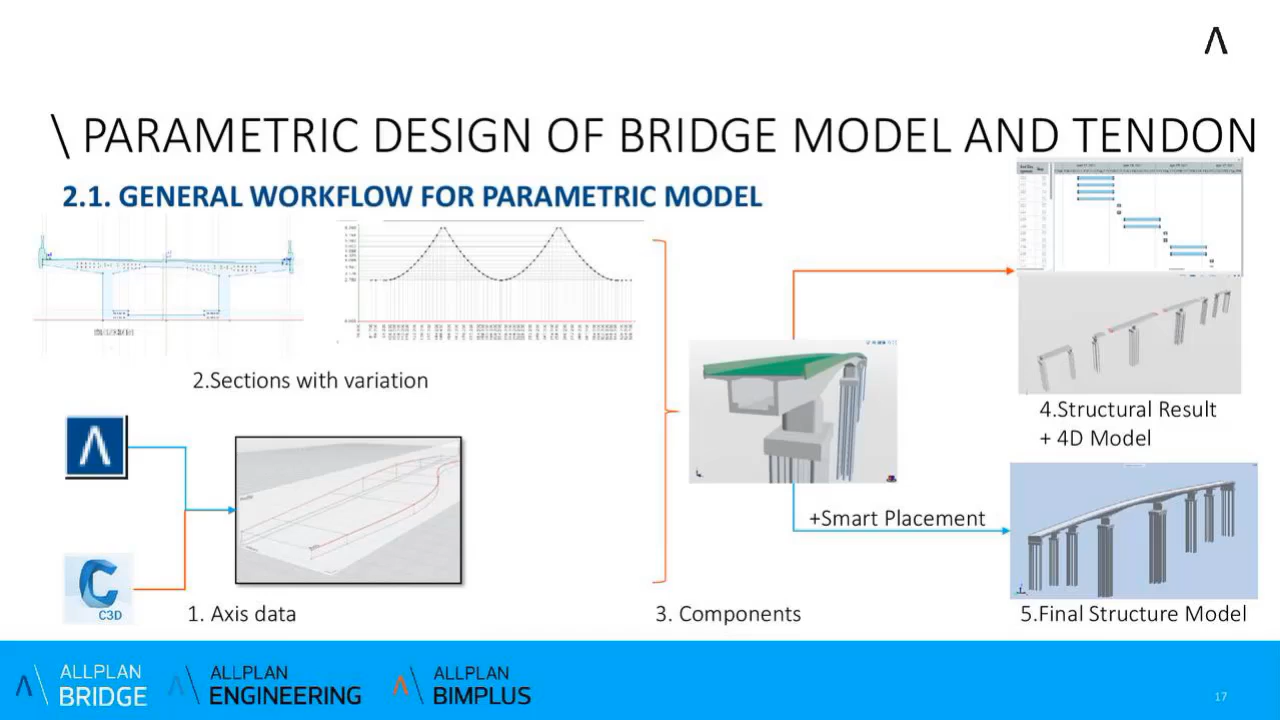 \ PARAMETRIC DESIGN OF BRIDGE MODEL AND TENDON
2.1. GENERAL WORKFLOW FOR PARAMETRIC MODEL
2.Sections with variation
C3D
1. Axis data
3. Components
+Smart Placement
4.Structural Result
+ 4D Model
5.Final Structure Model
ALLPLAN
BRIDGE
ALLPLAN
ENGINEERING
ALLPLAN
BIMPLUS
17